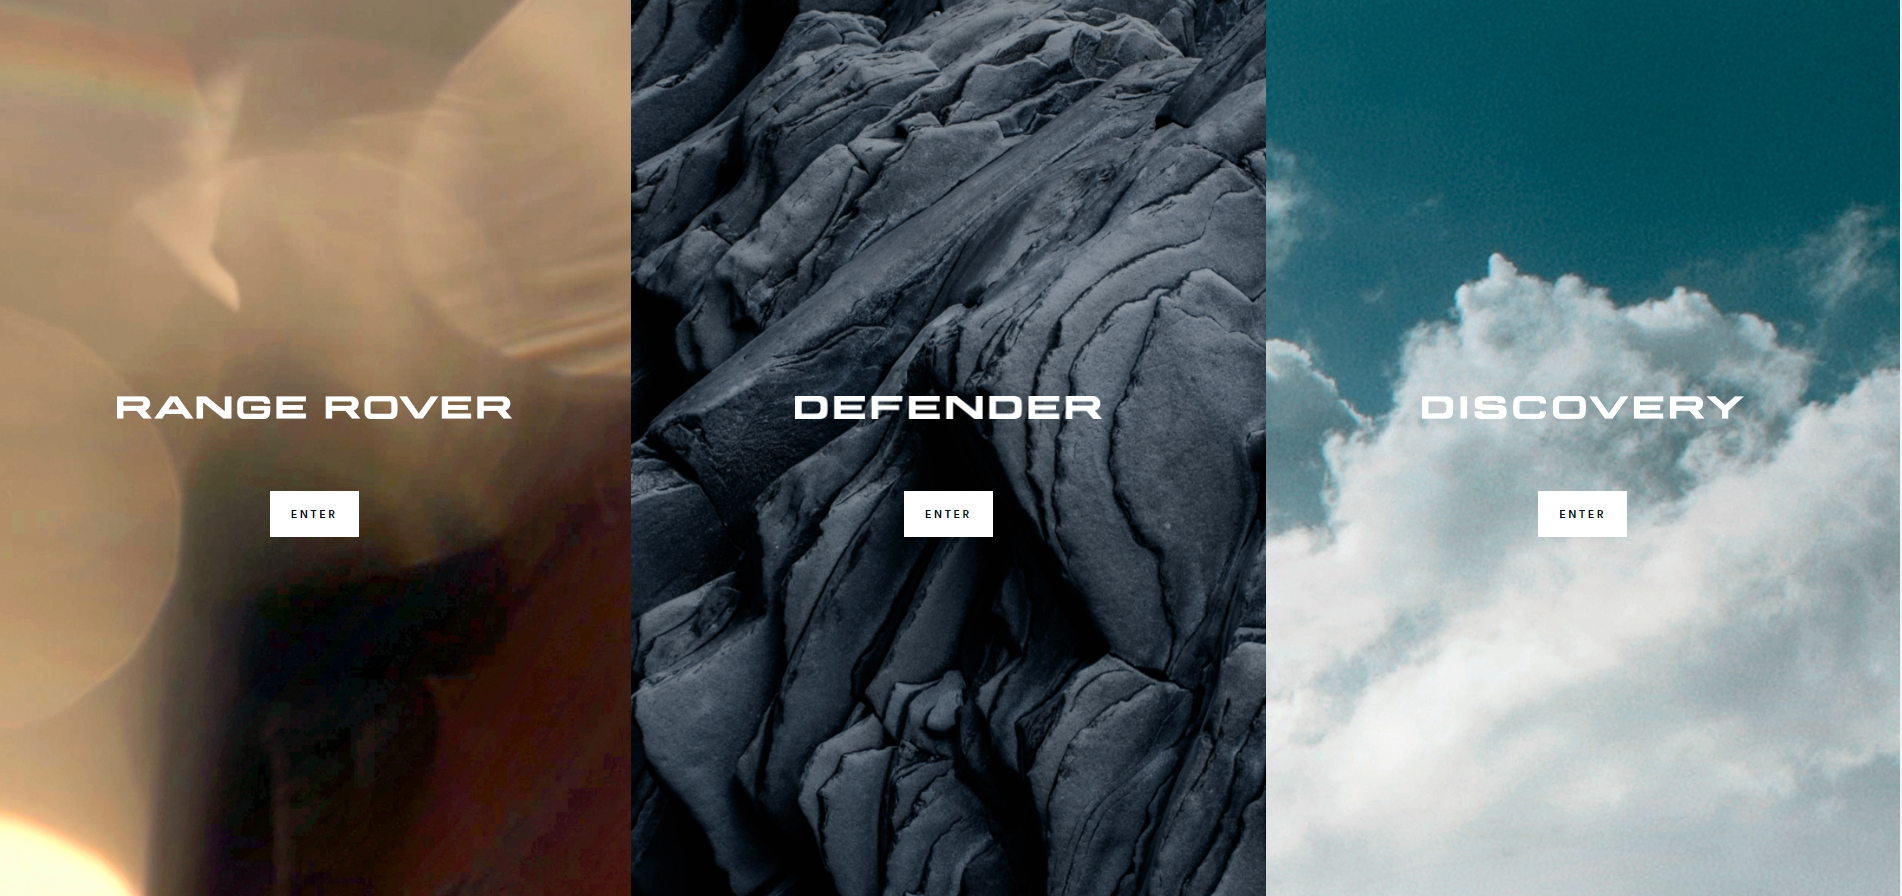 RANGE ROVER
ENTER
DEFENDER
ENTER
DISCOVERY
ENTER